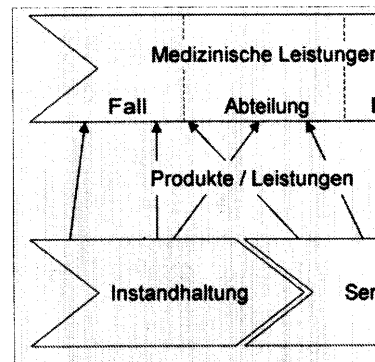 Medizinische Leistungen
Fall Abteilung
Produkte / Leistungen
Instandhaltung Ser